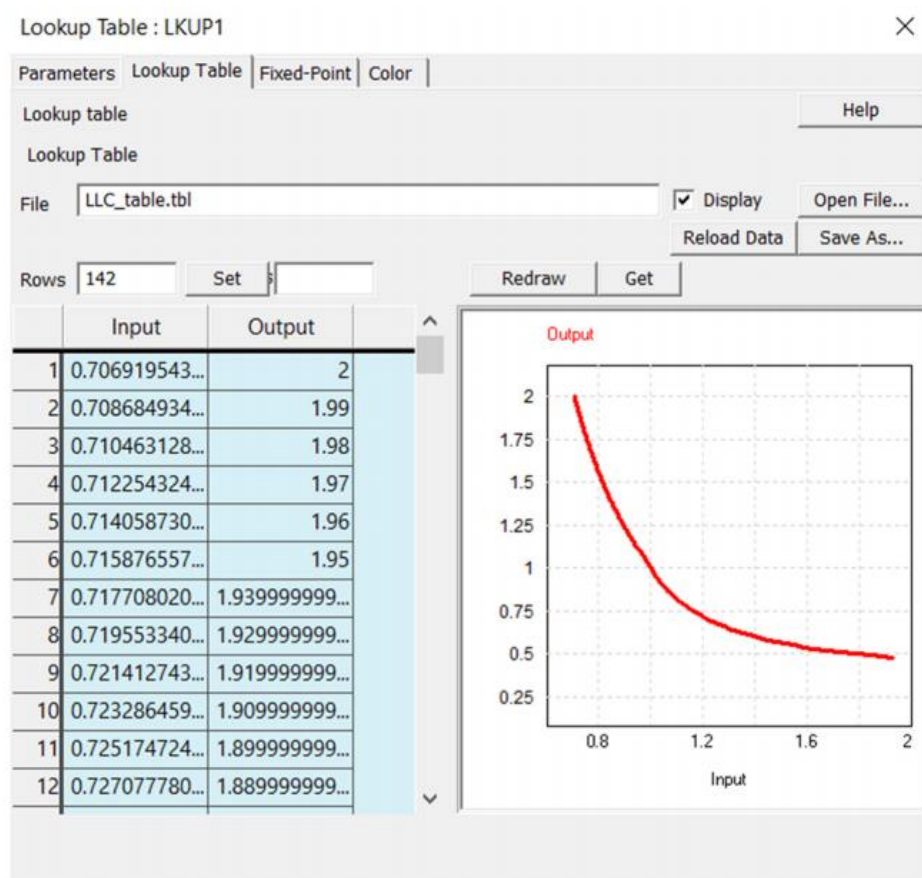 Lookup Table : LKUP1
Parameters Lookup Table Fixed-Point Color
Lookup table Help
Lookup Table
File LLC_table.tbl Display Open File...
Reload Data Save As...
Rows 142 Set Redraw Get
Input Output
1 0.706919543... 2
2 0.708684934... 1.99
3 0.710463128... 1.98
4 0.712254324... 1.97
5 0.714058730... 1.96
6 0.715876557... 1.95
7 0.717708020... 1.939999999...
8 0.719553340... 1.929999999...
9 0.721412743... 1.919999999...
10 0.723286459... 1.909999999...
11 0.725174724... 1.899999999...
12 0.727077780... 1.889999999...
Output
2
1.75
1.5
1.25
1
0.75
0.5
0.25
0.8 1.2 1.6 2
Input